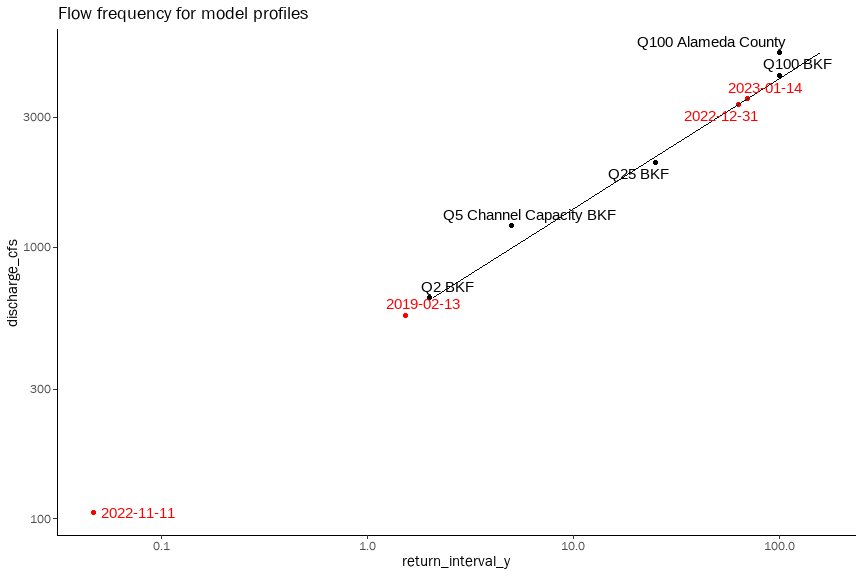 Flow frequency for model profiles
Q100 Alameda County
Q100 BKF
2023-01-14
2022-12-31
Q25 BKF
Q5 Channel Capacity BKF
Q2 BKF
2019-02-13
2022-11-11
3000
1000
300
100
discharge_cfs
0.1
1.0
10.0
100.0
return_interval_y